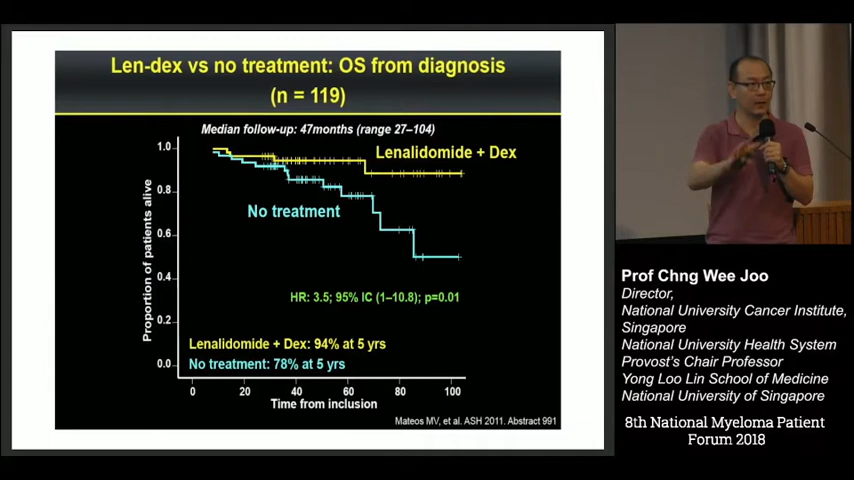 Len-dex vs no treatment: OS from diagnosis
(n = 119)
Median follow-up: 47months (range 27–104)
Lenalidomide + Dex
No treatment
Proportion of patients alive
1.0
0.8
0.6
0.4
0.2
0.0
HR: 3.5; 95% IC (1–10.8); p=0.01
Lenalidomide + Dex: 94% at 5 yrs
No treatment: 78% at 5 yrs
0 20 40 60 80 100
Time from inclusion
Mateos MV, et al. ASH 2011. Abstract 991
Prof Chng Wee Joo
Director,
National University Cancer Institute,
Singapore
National University Health System
Provost's Chair Professor
Yong Loo Lin School of Medicine
National University of Singapore
8th National Myeloma Patient
Forum 2018